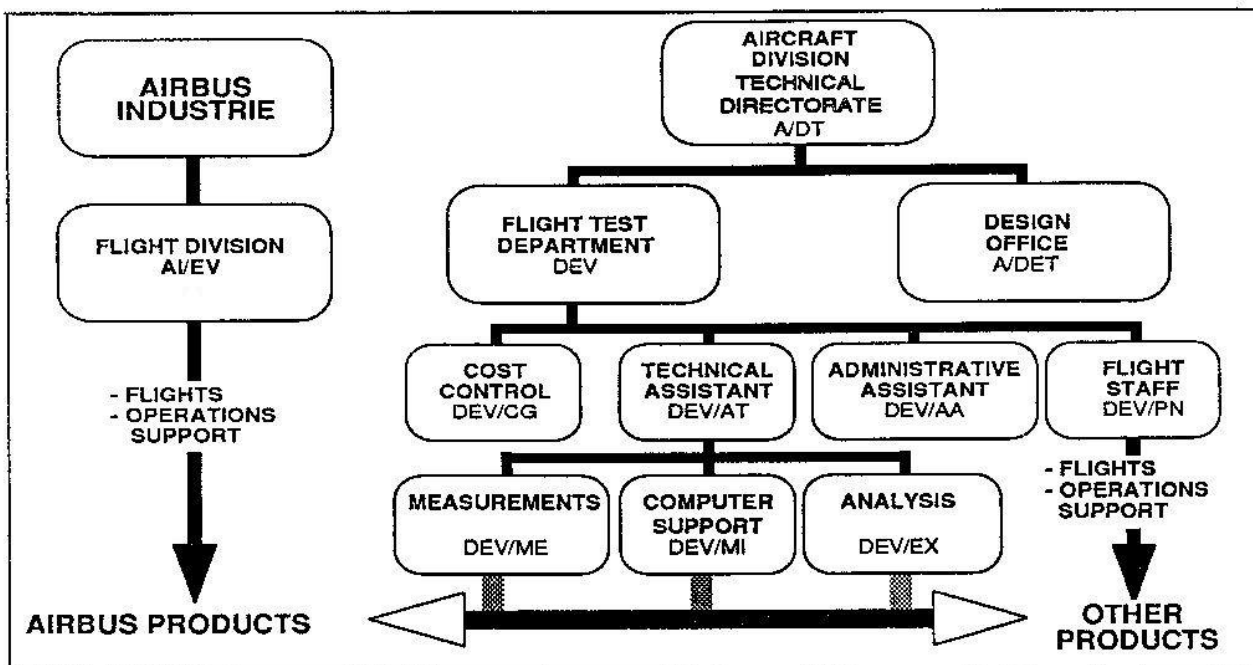 AIRBUS
INDUSTRIE
FLIGHT DIVISION
AI/EV
- FLIGHTS
- OPERATIONS
SUPPORT
AIRBUS PRODUCTS
AIRCRAFT
DIVISION
TECHNICAL
DIRECTORATE
A/DT
FLIGHT TEST
DEPARTMENT
DEV
DESIGN
OFFICE
A/DET
COST
CONTROL
DEV/CG
TECHNICAL
ASSISTANT
DEV/AT
ADMINISTRATIVE
ASSISTANT
DEV/AA
FLIGHT
STAFF
DEV/PN
MEASUREMENTS
DEV/ME
COMPUTER
SUPPORT
DEV/MI
ANALYSIS
DEV/EX
- FLIGHTS
- OPERATIONS
SUPPORT
OTHER
PRODUCTS